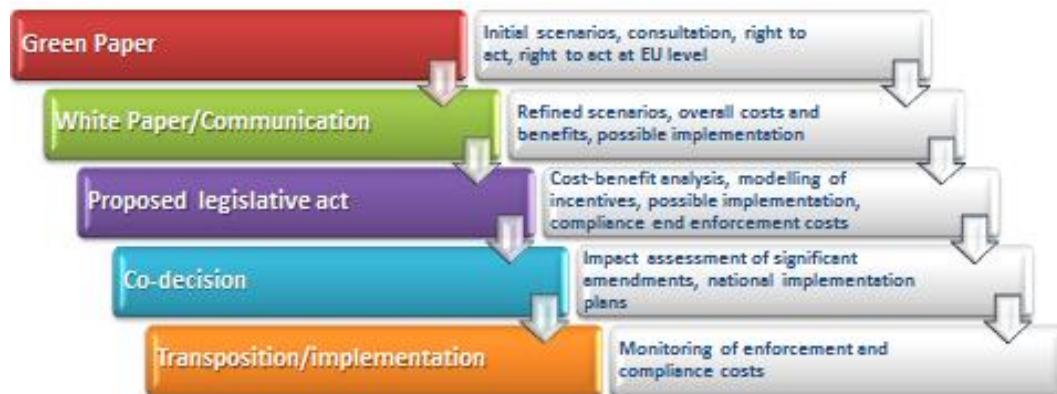 Green Paper
Initial scenarios, consultation, right to
act, right to act at EU level
White Paper/Communication
Refined scenarios, overall costs and
benefits, possible implementation
Proposed legislative act
Cost-benefit analysis, modelling of
incentives, possible implementation,
compliance end enforcement costs
Co-decision
Impact assessment of significant
amendments, national implementation
plans
Transposition/implementation
Monitoring of enforcement and
compliance costs